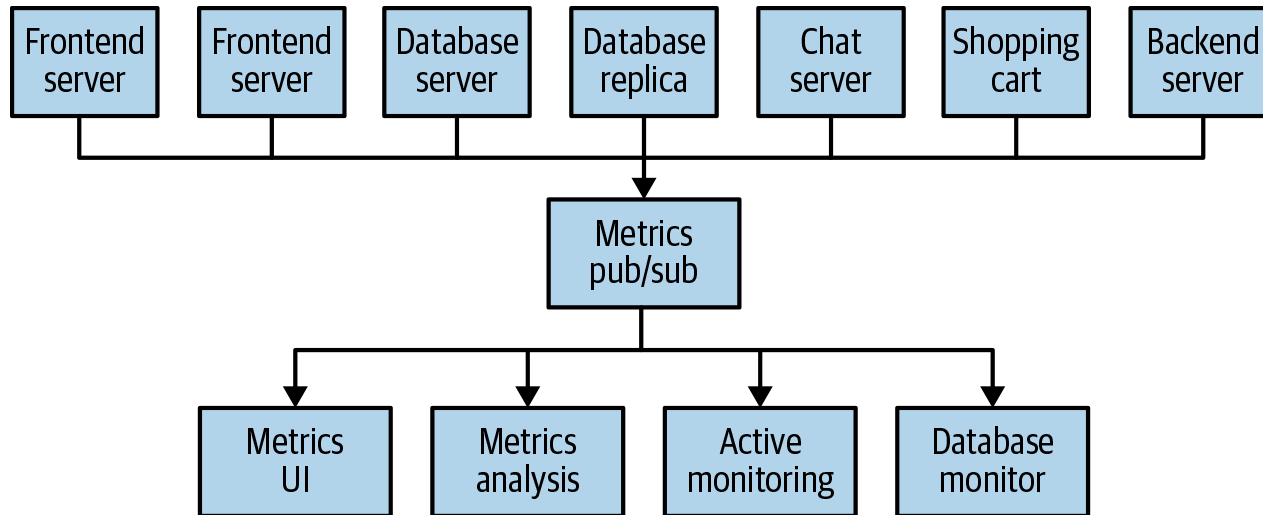 Frontend
server
Frontend
server
Database
server
Database
replica
Chat
server
Shopping
cart
Backend
server
Metrics
pub/sub
Metrics
UI
Metrics
analysis
Active
monitoring
Database
monitor